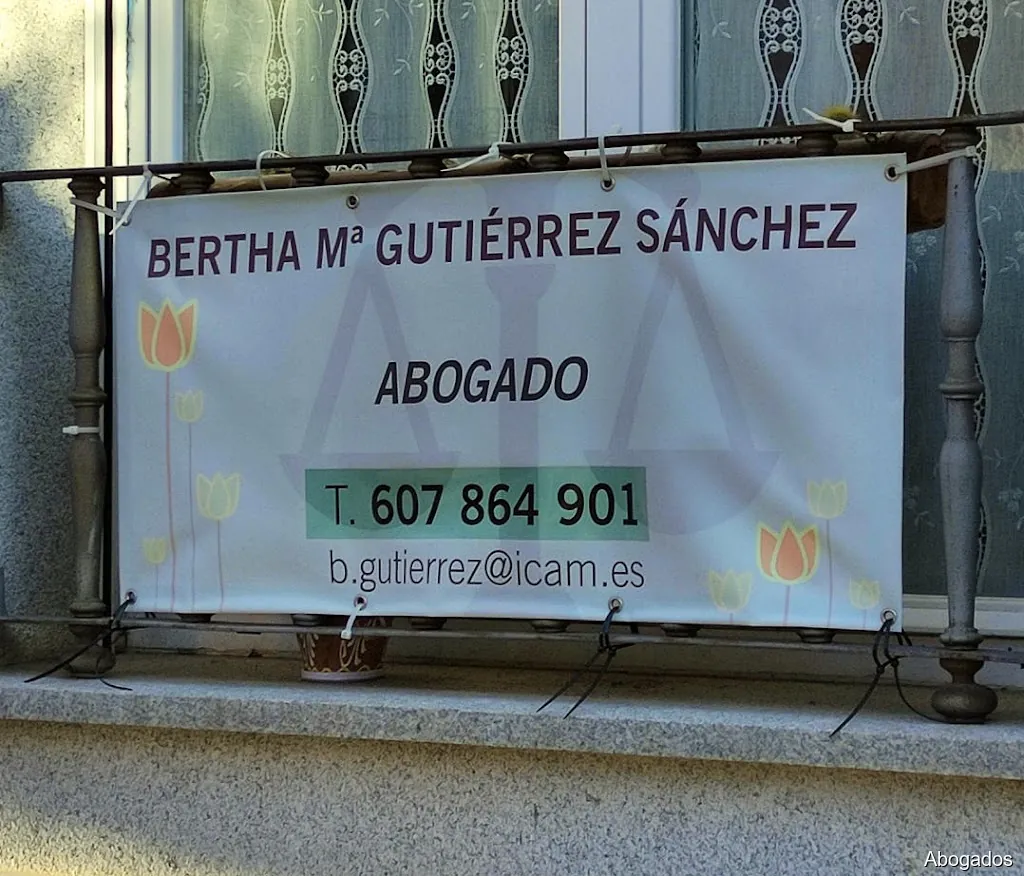 BERTHA Mª GUTIÉRREZ SÁNCHEZ
ABOGADO
T. 607 864 901
b.gutierrez@icam.es
Abogados